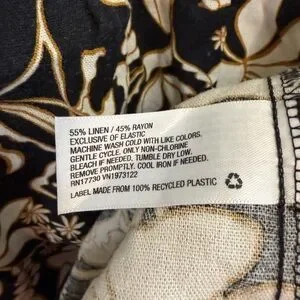 55% LINEN / 45% RAYON
EXCLUSIVE OF ELASTIC
MACHINE WASH COLD WITH LIKE COLORS.
GENTLE CYCLE. ONLY NON-CHLORINE
BLEACH IF NEEDED. TUMBLE DRY LOW.
REMOVE PROMPTLY. COOL IRON IF NEEDED.
RN17730 VN1973122
LABEL MADE FROM 100% RECYCLED PLASTIC